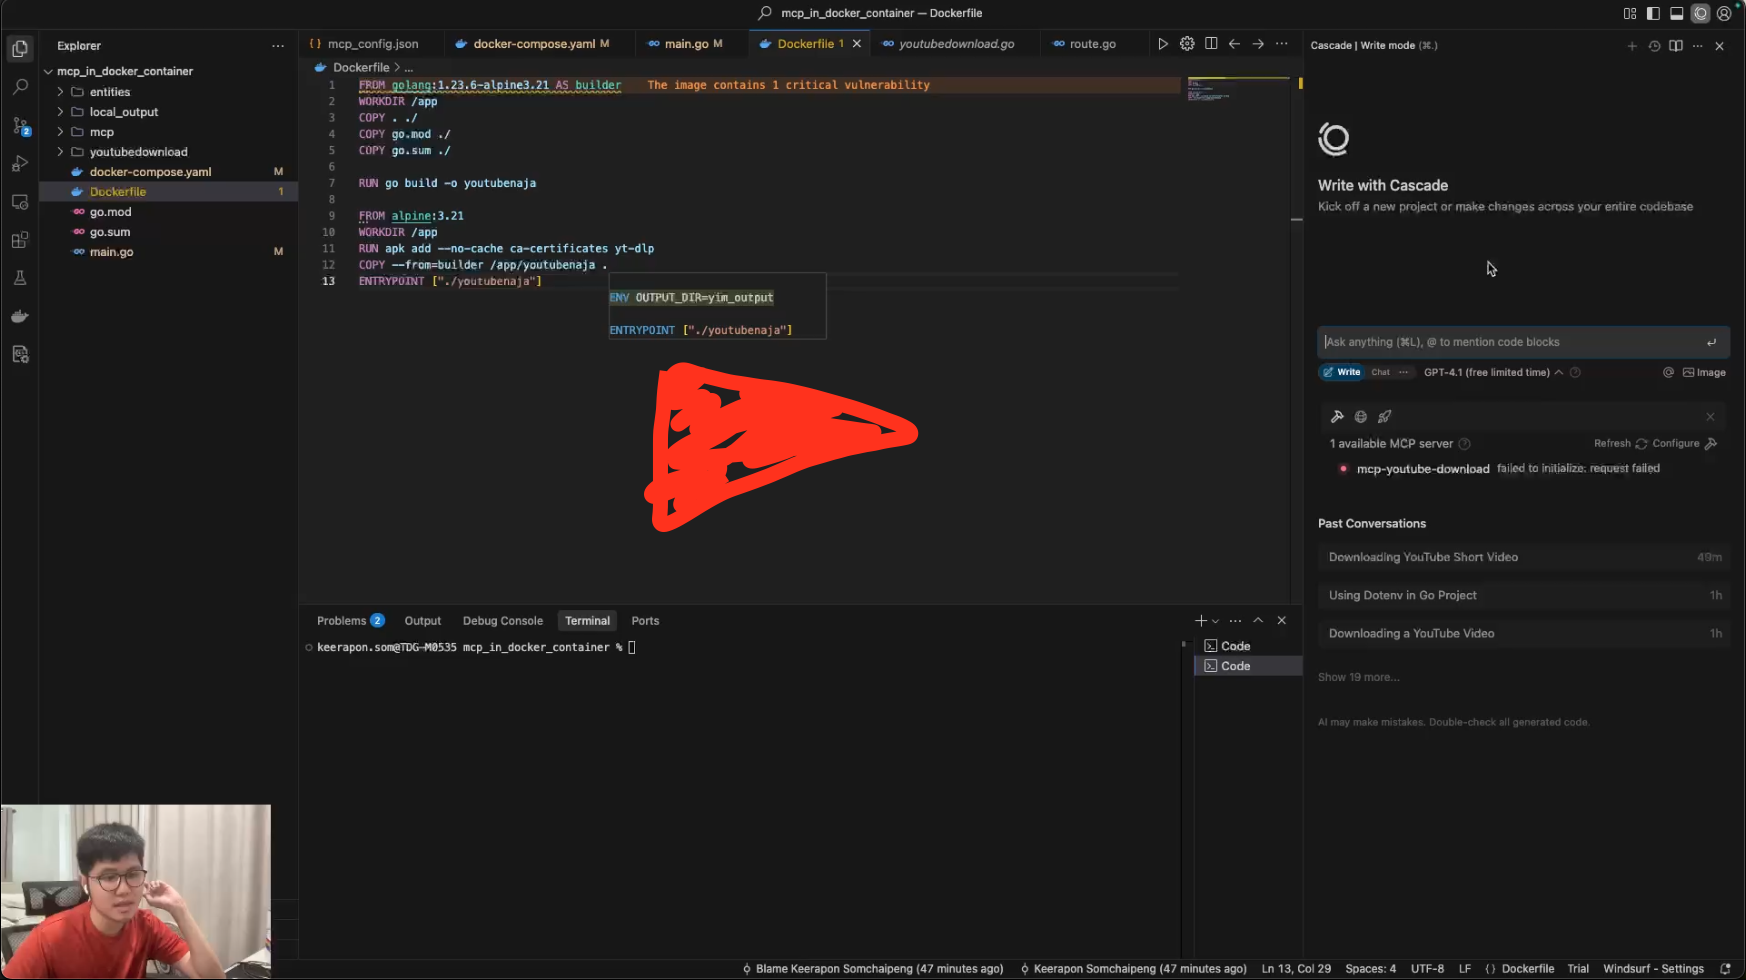 mcp_in_docker_container — Dockerfile
Explorer
mcp_in_docker_container
entities
local_output
mcp
youtubedownload
docker-compose.yaml M
Dockerfile 1
go.mod
go.sum
main.go M
mcp_config.json docker-compose.yaml M main.go M Dockerfile 1 youtubedownload.go route.go
Dockerfile > ...
1 FROM golang:1.23.6-alpine3.21 AS builder The image contains 1 critical vulnerability
2 WORKDIR /app
3 COPY . ./
4 COPY go.mod ./
5 COPY go.sum ./
6
7 RUN go build -o youtubenaja
8
9 FROM alpine:3.21
10 WORKDIR /app
11 RUN apk add --no-cache ca-certificates yt-dlp
12 COPY --from=builder /app/youtubenaja .
13 ENTRYPOINT ["./youtubenaja"]
ENV OUTPUT_DIR=yim_output
ENTRYPOINT ["./youtubenaja"]
Problems 2 Output Debug Console Terminal Ports
keerapon.som@TDG-M0535 mcp_in_docker_container %
Code
Code
Cascade | Write mode (⌘.)
Write with Cascade
Kick off a new project or make changes across your entire codebase
Ask anything (⌘L), @ to mention code blocks
Write Chat ... GPT-4.1 (free limited time) Image
1 available MCP server Refresh Configure
mcp-youtube-download failed to initialize: request failed
Past Conversations
Downloading YouTube Short Video 49m
Using Dotenv in Go Project 1h
Downloading a YouTube Video 1h
Show 19 more...
AI may make mistakes. Double-check all generated code.
Blame Keerapon Somchaipeng (47 minutes ago) Keerapon Somchaipeng (47 minutes ago) Ln 13, Col 29 Spaces: 4 UTF-8 LF {} Dockerfile Trial Windsurf - Settings